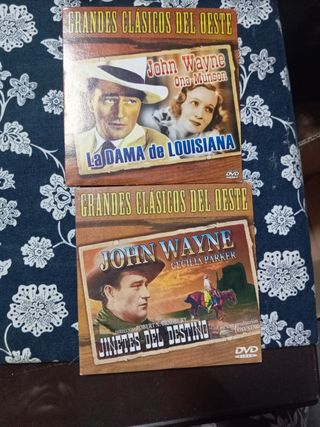 GRANDES CLÁSICOS DEL OESTE
John Wayne
Ona Munson
La DAMA de LOUISIANA
DVD
GRANDES CLÁSICOS DEL OESTE
JOHN WAYNE
CECILIA PARKER
JINETES DEL DESTINO
DVD
VIDEO